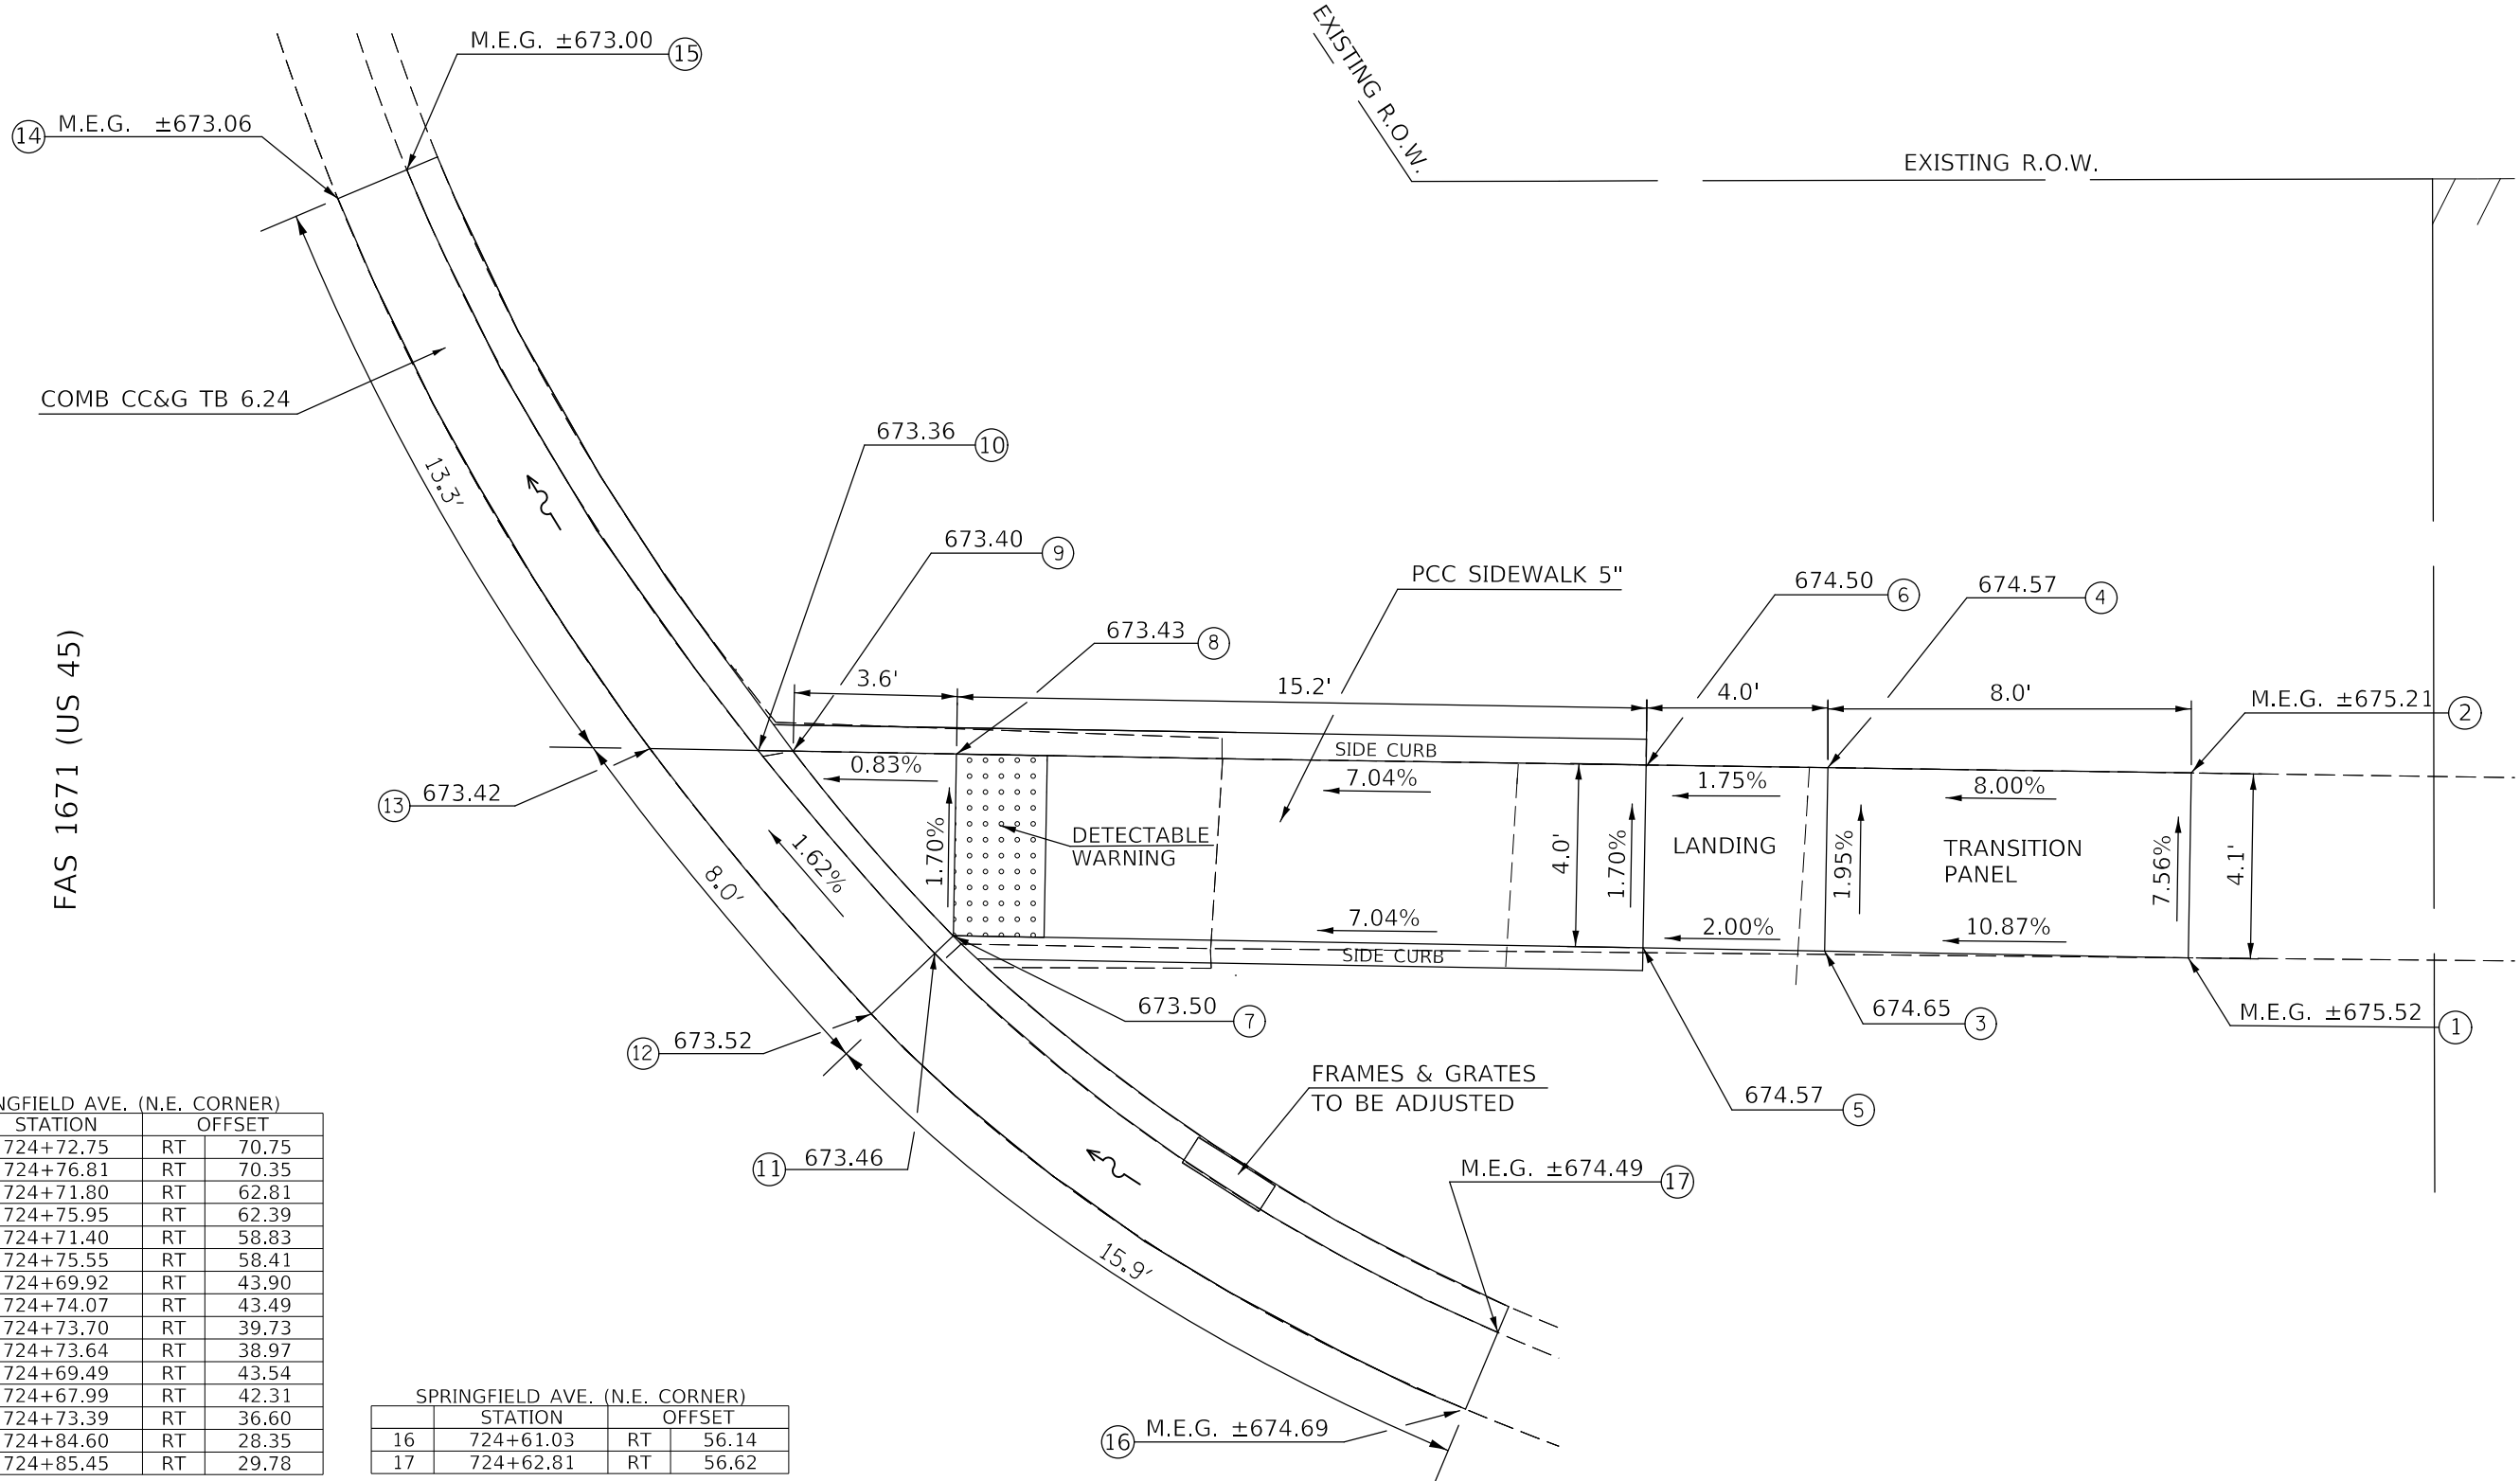 M.E.G. ±673.00
15
14
M.E.G. ±673.06
EXISTING R.O.W.
EXISTING R.O.W.
COMB CC&G TB 6.24
13.3'
673.36
10
673.40
9
PCC SIDEWALK 5"
674.50
6
674.57
4
673.43
8
FAS 1671 (US 45)
3.6'
15.2'
4.0'
8.0'
M.E.G. ±675.21
2
SIDE CURB
0.83%
7.04%
1.75%
8.00%
13
673.42
1.62%
1.70%
DETECTABLE
WARNING
4.0'
1.70%
LANDING
1.95%
TRANSITION
PANEL
7.56%
4.1'
8.0'
7.04%
2.00%
10.87%
SIDE CURB
673.50
7
674.65
3
M.E.G. ±675.52
1
12
673.52
FRAMES & GRATES
TO BE ADJUSTED
674.57
5
11
673.46
M.E.G. ±674.49
17
15.9'
16
M.E.G. ±674.69
NGFIELD AVE. (N.E. CORNER)
STATION OFFSET
724+72.75 RT 70.75
724+76.81 RT 70.35
724+71.80 RT 62.81
724+75.95 RT 62.39
724+71.40 RT 58.83
724+75.55 RT 58.41
724+69.92 RT 43.90
724+74.07 RT 43.49
724+73.70 RT 39.73
724+73.64 RT 38.97
724+69.49 RT 43.54
724+67.99 RT 42.31
724+73.39 RT 36.60
724+84.60 RT 28.35
724+85.45 RT 29.78
SPRINGFIELD AVE. (N.E. CORNER)
STATION OFFSET
16 724+61.03 RT 56.14
17 724+62.81 RT 56.62